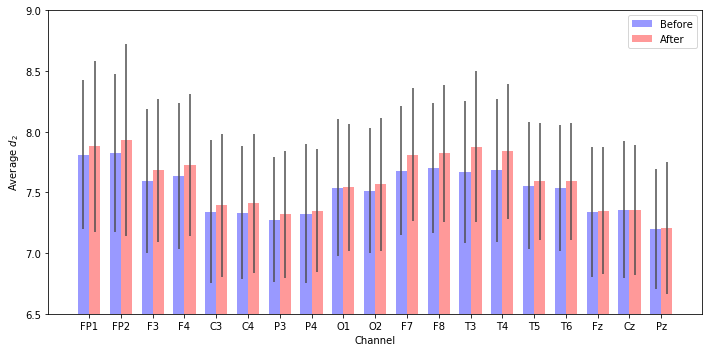 9.0
8.5
8.0
7.5
7.0
6.5
Average d₂
Before
After
FP1 FP2 F3 F4 C3 C4 P3 P4 O1 O2 F7 F8 T3 T4 T5 T6 Fz Cz Pz
Channel